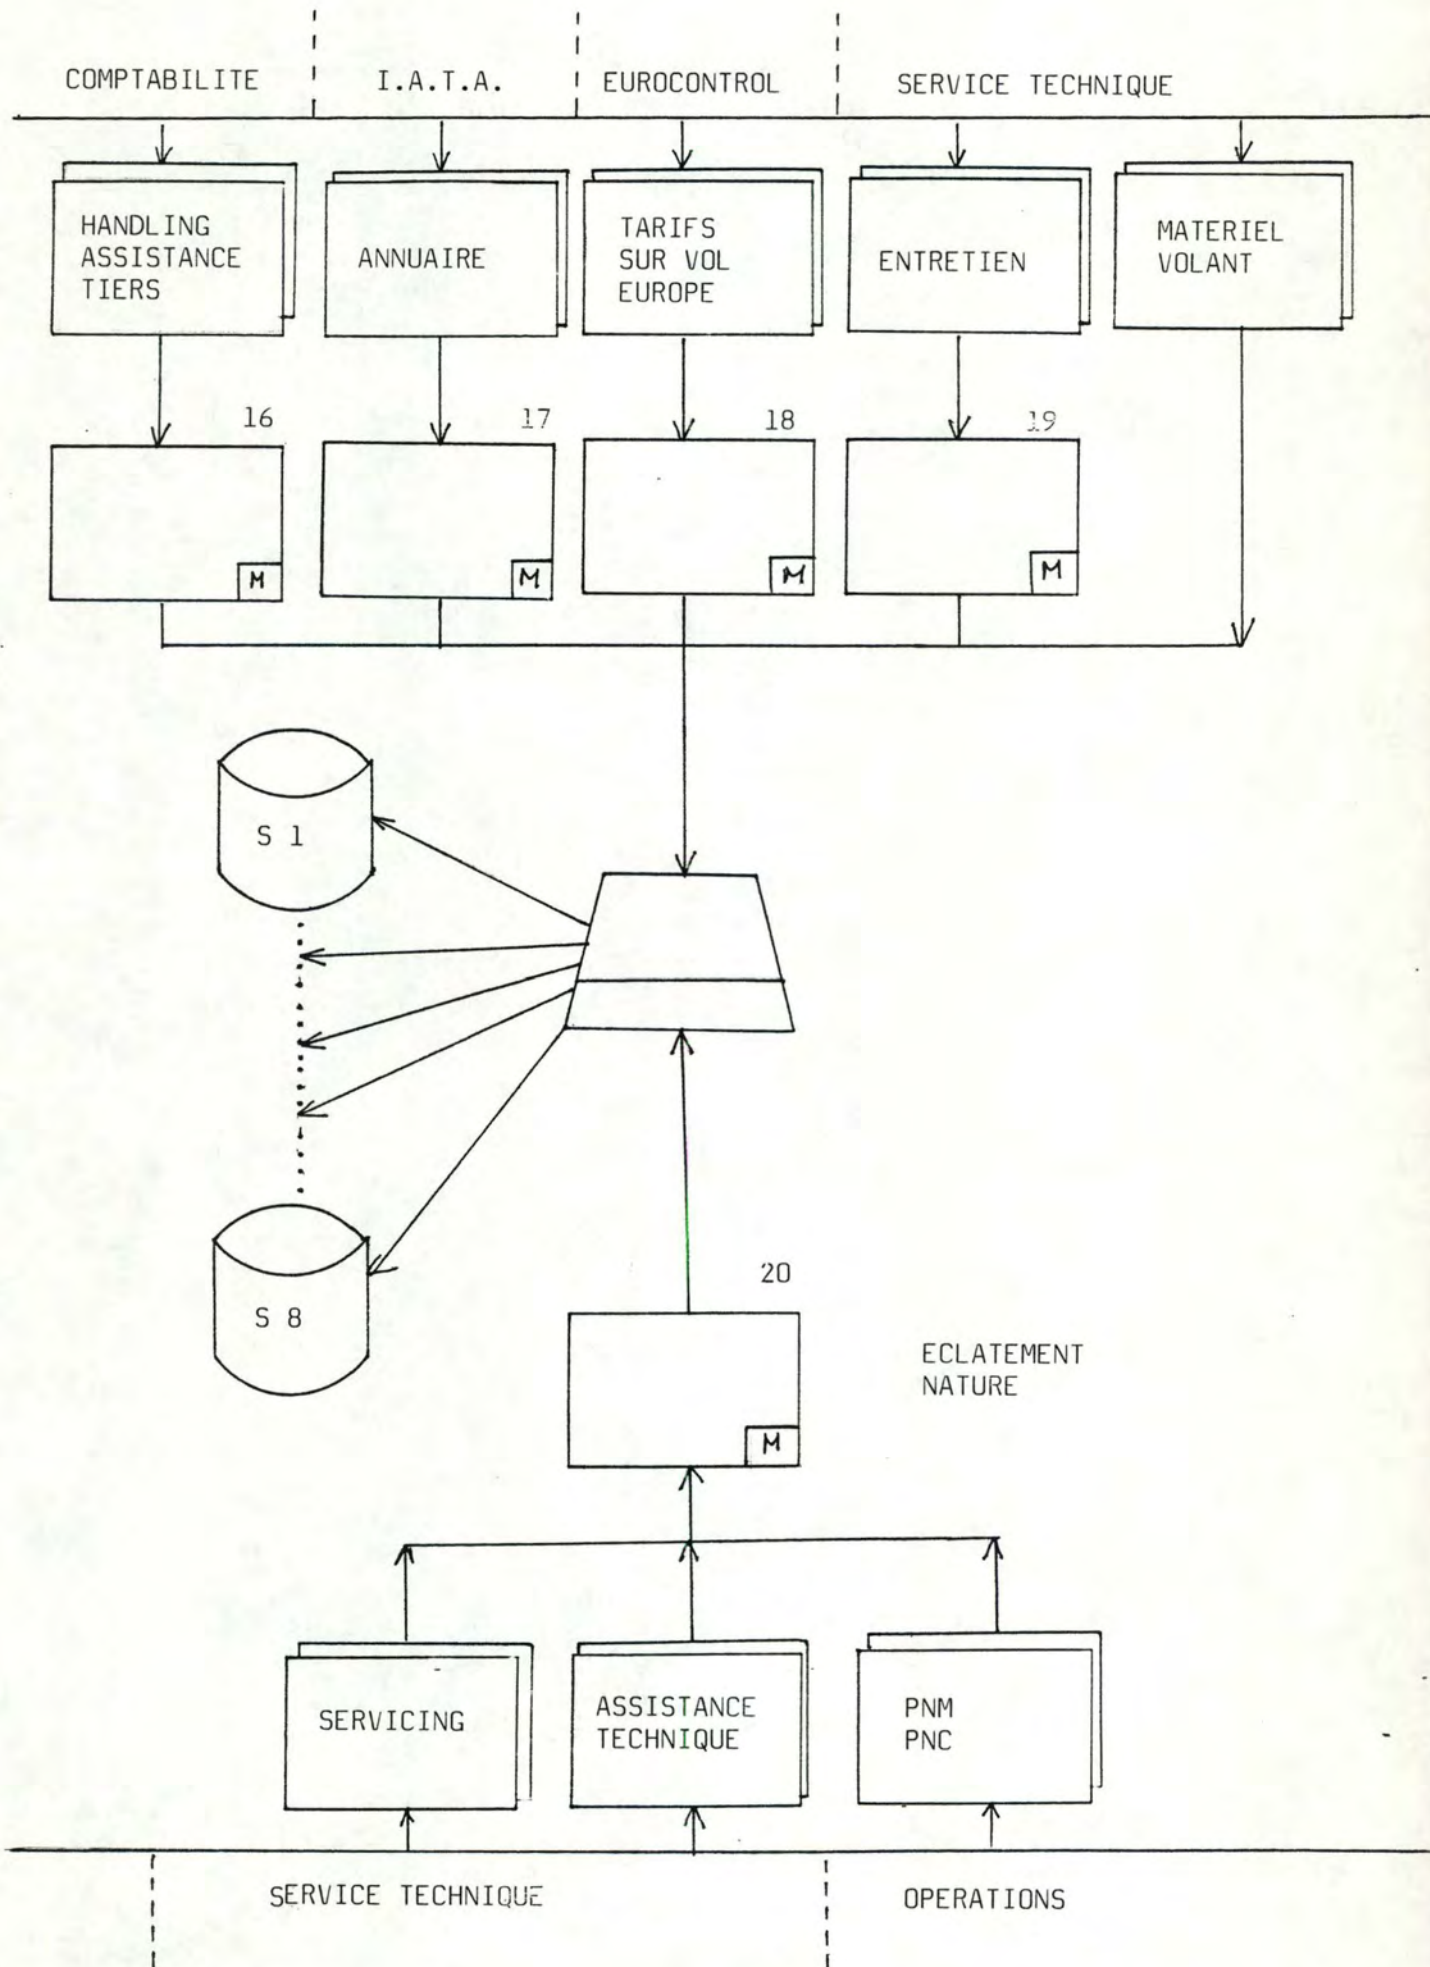 COMPTABILITE
I.A.T.A.
EUROCONTROL
SERVICE TECHNIQUE
HANDLING
ASSISTANCE
TIERS
ANNUAIRE
TARIFS
SUR VOL
EUROPE
ENTRETIEN
MATERIEL
VOLANT
16
17
18
19
M
M
M
M
S 1
S 8
20
ECLATEMENT
NATURE
M
SERVICING
ASSISTANCE
TECHNIQUE
PNM
PNC
SERVICE TECHNIQUE
OPERATIONS